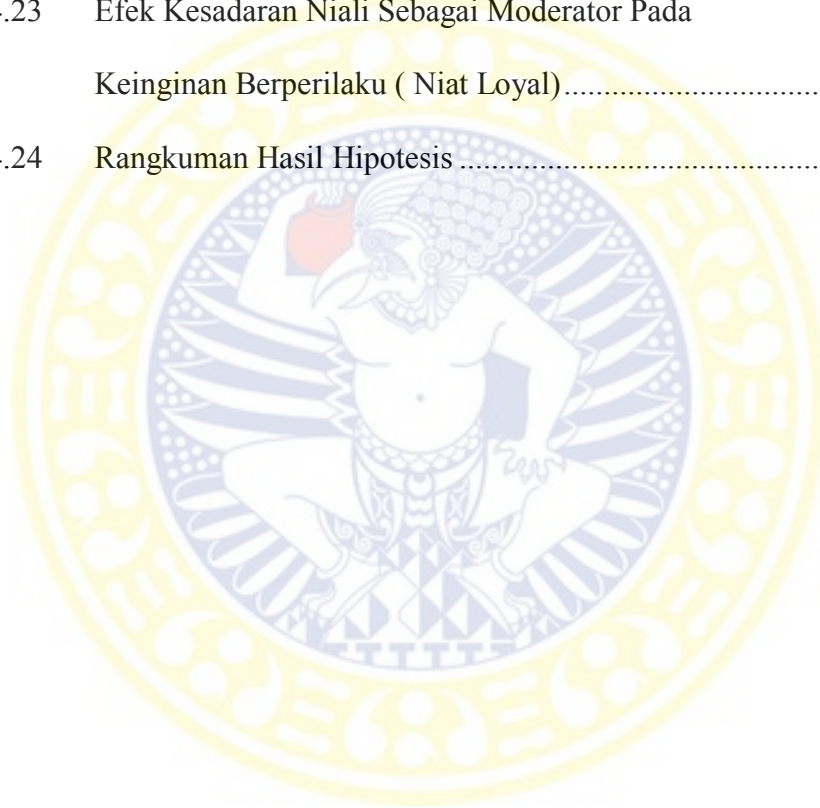 .23 Efek Kesadaran Niali Sebagai Moderator Pada
Keinginan Berperilaku ( Niat Loyal)................................
.24 Rangkuman Hasil Hipotesis.............................................